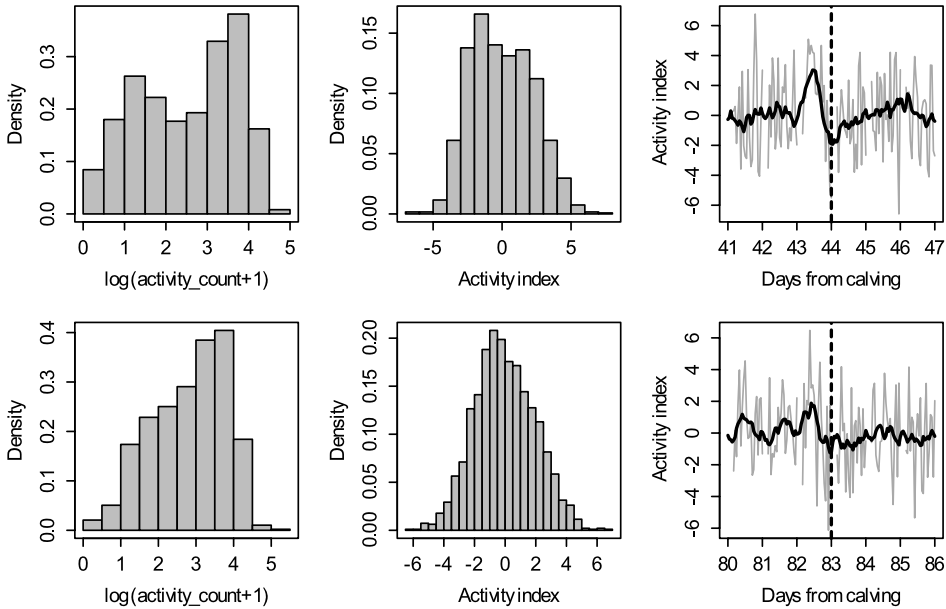 Density
0.0 0.1 0.2 0.3
0 1 2 3 4 5
log(activity_count+1)
Density
0.00 0.05 0.10 0.15
-5 0 5
Activity index
Activity index
-6 -4 -2 0 2 4 6
41 42 43 44 45 46 47
Days from calving
Density
0.0 0.1 0.2 0.3 0.4
0 1 2 3 4 5
log(activity_count+1)
Density
0.00 0.05 0.10 0.15 0.20
-6 -4 -2 0 2 4 6
Activity index
Activity index
-6 -4 -2 0 2 4 6
80 81 82 83 84 85 86
Days from calving